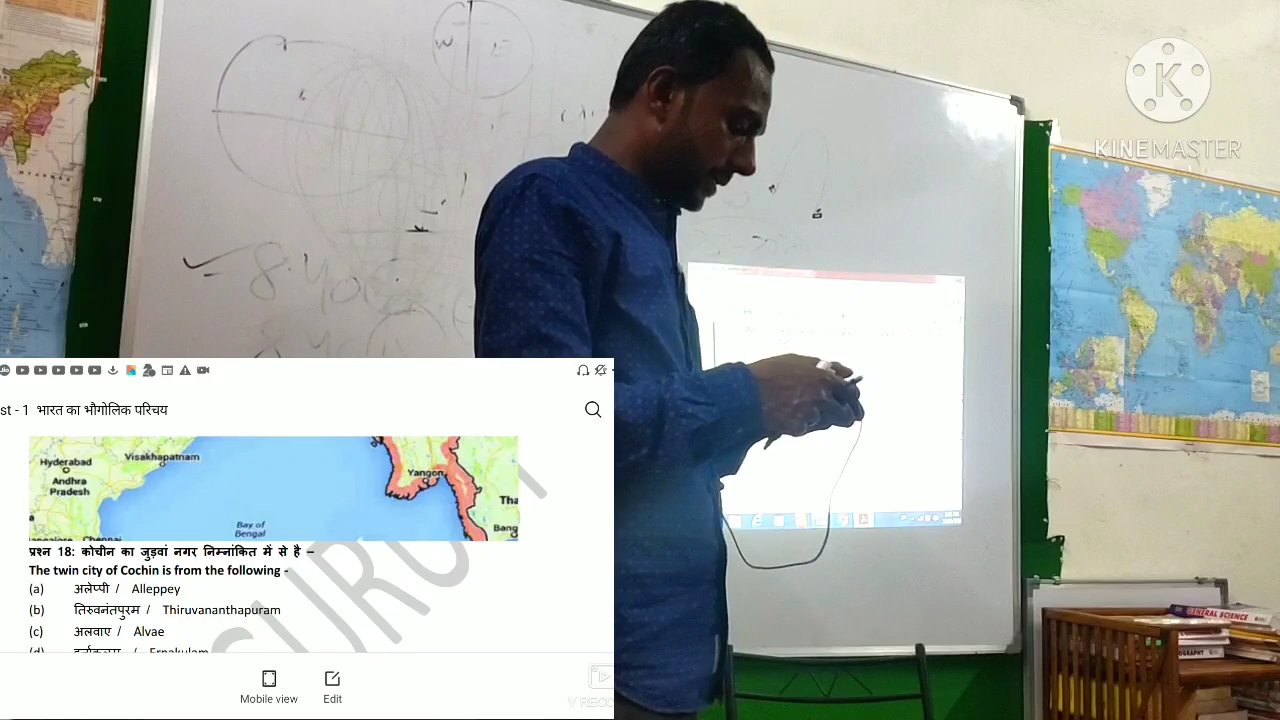 W E
K
KINEMASTER
st - 1 भारत का भौगोलिक परिचय
Hyderabad
Visakhapatnam
Andhra
Pradesh
Yangon
Tha
Bay of
Bengal
Bang
प्रश्न 18: कोचीन का जुड़वां नगर निम्नांकित में से है –
The twin city of Cochin is from the following -
(a) अलेप्पी / Alleppey
(b) तिरुवनंतपुरम / Thiruvananthapuram
(c) अलवाए / Alvae
(d) / Ernakulam
Mobile view
Edit
V RECO
GENERAL SCIENCE